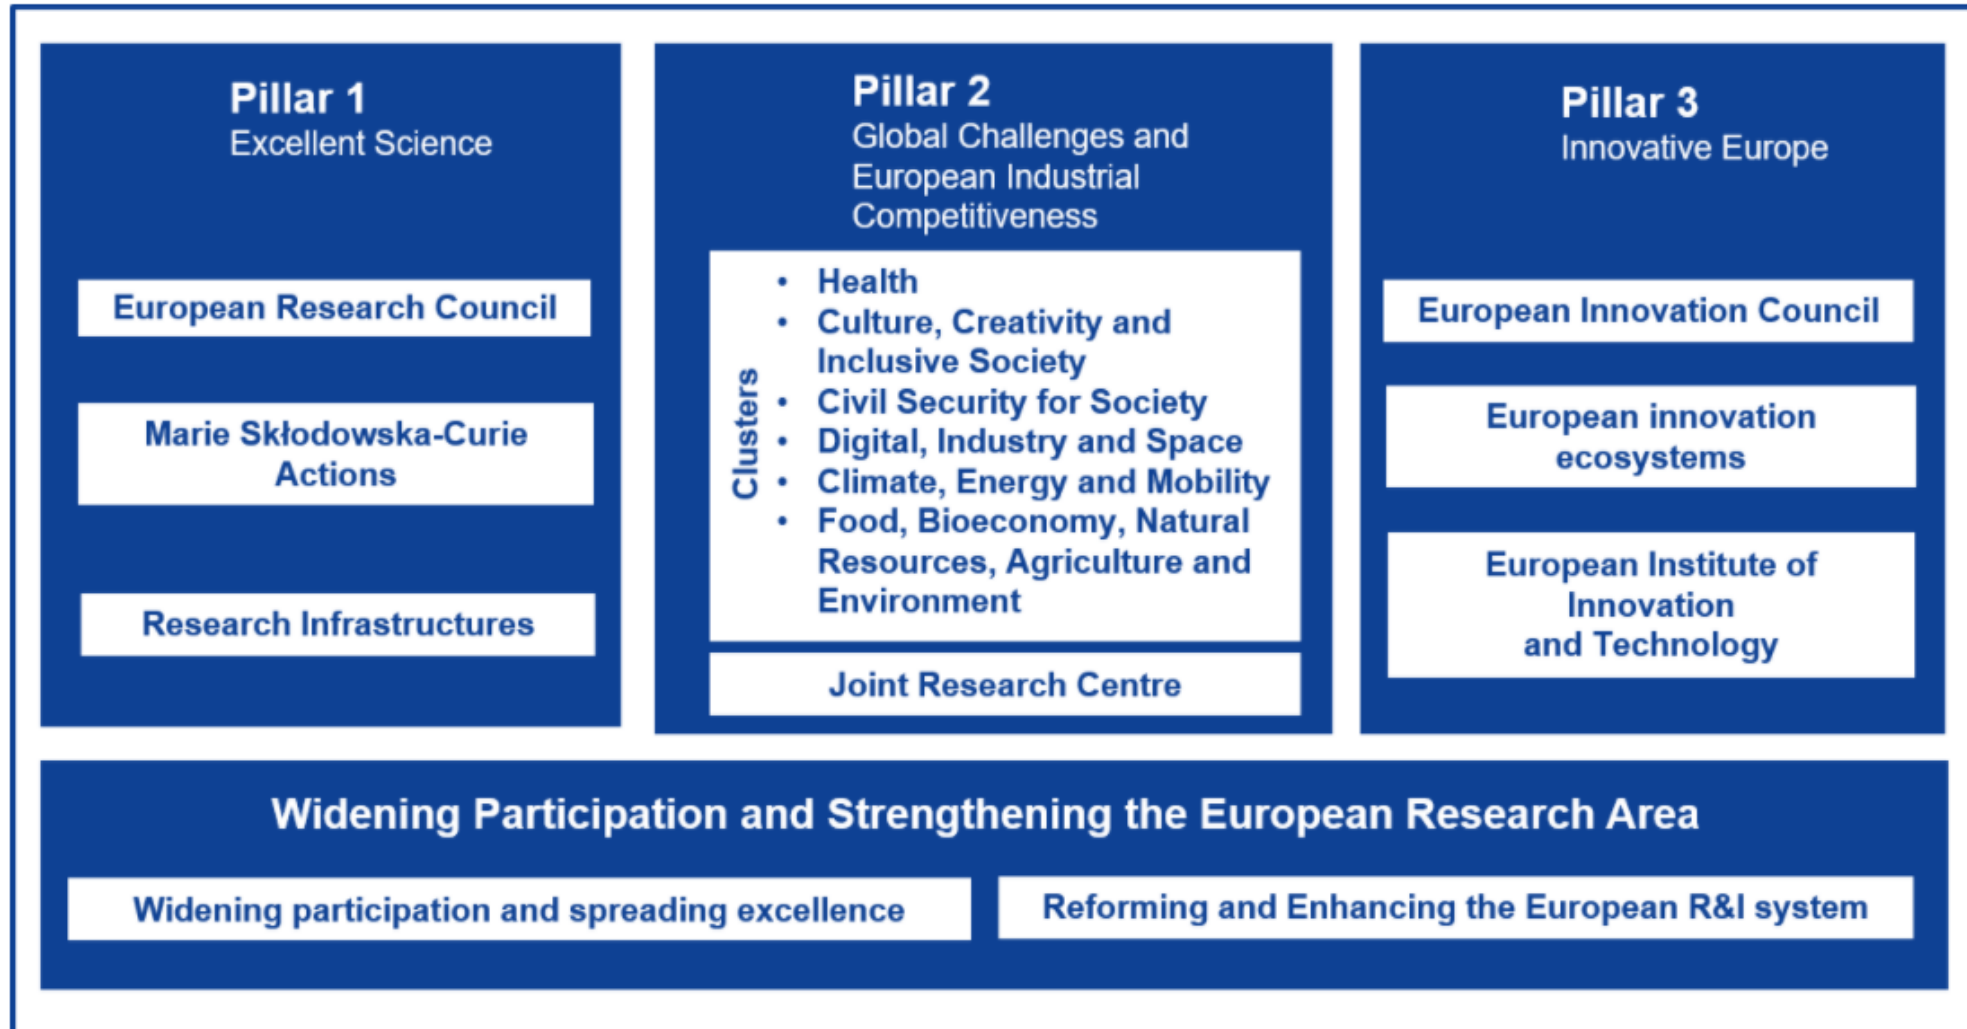 Pillar 1
Excellent Science
European Research Council
Marie Skłodowska-Curie
Actions
Research Infrastructures
Pillar 2
Global Challenges and
European Industrial
Competitiveness
Clusters
• Health
• Culture, Creativity and
Inclusive Society
• Civil Security for Society
• Digital, Industry and Space
• Climate, Energy and Mobility
• Food, Bioeconomy, Natural
Resources, Agriculture and
Environment
Joint Research Centre
Pillar 3
Innovative Europe
European Innovation Council
European innovation
ecosystems
European Institute of
Innovation
and Technology
Widening Participation and Strengthening the European Research Area
Widening participation and spreading excellence
Reforming and Enhancing the European R&I system